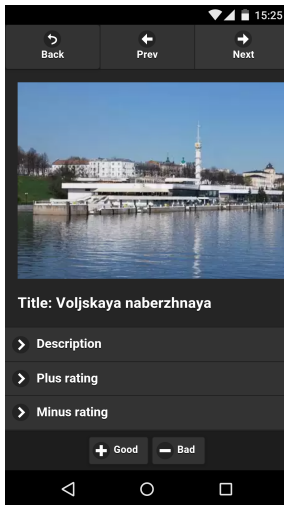 15:25
Back Prev Next
Title: Voljskaya naberzhnaya
Description
Plus rating
Minus rating
Good Bad